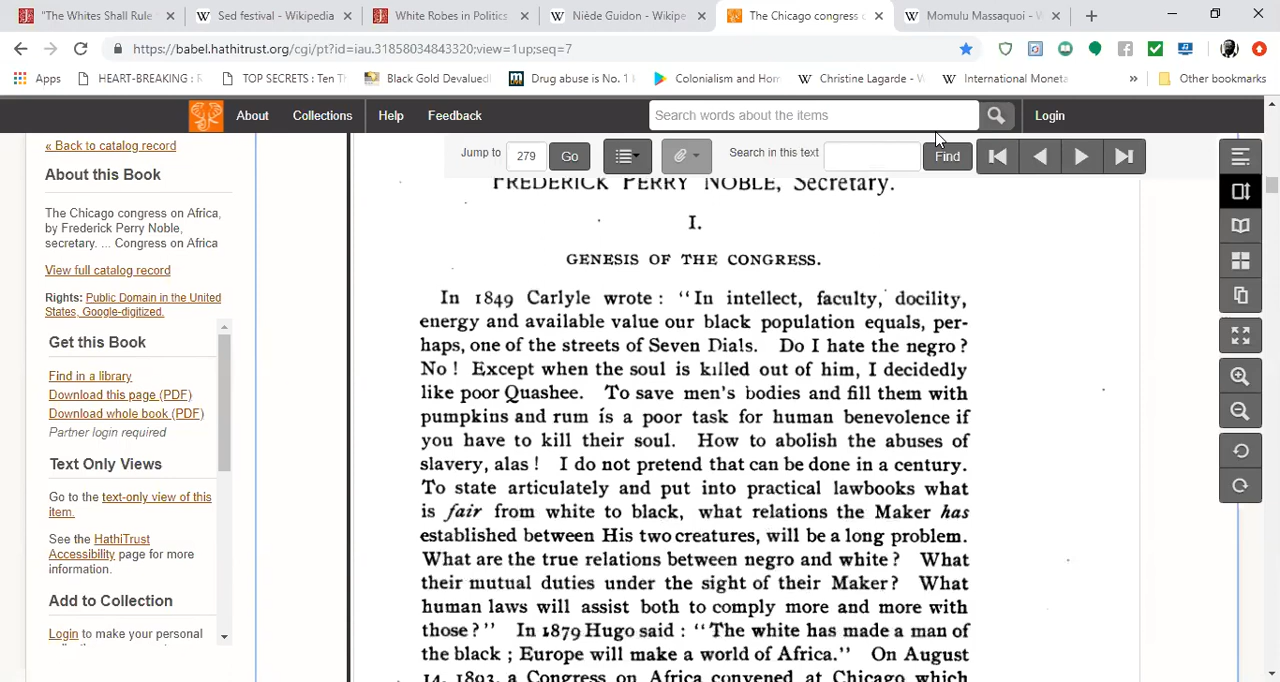 "The Whites Shall Rule
Sed festival - Wikipedia
White Robes in Politics
Niède Guidon - Wikipe
The Chicago congress o
Momulu Massaquoi - W
https://babel.hathitrust.org/cgi/pt?id=iau.31858034843320;view=1up;seq=7
Apps
HEART-BREAKING : R
TOP SECRETS : Ten Th
Black Gold Devalued
Drug abuse is No. 1
Colonialism and Hom
Christine Lagarde - W
International Moneta
Other bookmarks
About
Collections
Help
Feedback
Search words about the items
Login
« Back to catalog record
Jump to
279
Go
Search in this text
Find
About this Book
The Chicago congress on Africa,
by Frederick Perry Noble,
secretary. ... Congress on Africa
View full catalog record
Rights: Public Domain in the United
States, Google-digitized.
Get this Book
Find in a library
Download this page (PDF)
Download whole book (PDF)
Partner login required
Text Only Views
Go to the text-only view of this
item.
See the HathiTrust
Accessibility page for more
information.
Add to Collection
Login to make your personal
FREDERICK PERRY NOBLE, Secretary.
I.
GENESIS OF THE CONGRESS.
In 1849 Carlyle wrote : "In intellect, faculty, docility,
energy and available value our black population equals, per-
haps, one of the streets of Seven Dials. Do I hate the negro ?
No ! Except when the soul is killed out of him, I decidedly
like poor Quashee. To save men's bodies and fill them with
pumpkins and rum is a poor task for human benevolence if
you have to kill their soul. How to abolish the abuses of
slavery, alas ! I do not pretend that can be done in a century.
To state articulately and put into practical lawbooks what
is fair from white to black, what relations the Maker has
established between His two creatures, will be a long problem.
What are the true relations between negro and white ? What
their mutual duties under the sight of their Maker ? What
human laws will assist both to comply more and more with
those ? " In 1879 Hugo said : "The white has made a man of
the black ; Europe will make a world of Africa." On August
14, 1893, a Congress on Africa convened at Chicago which